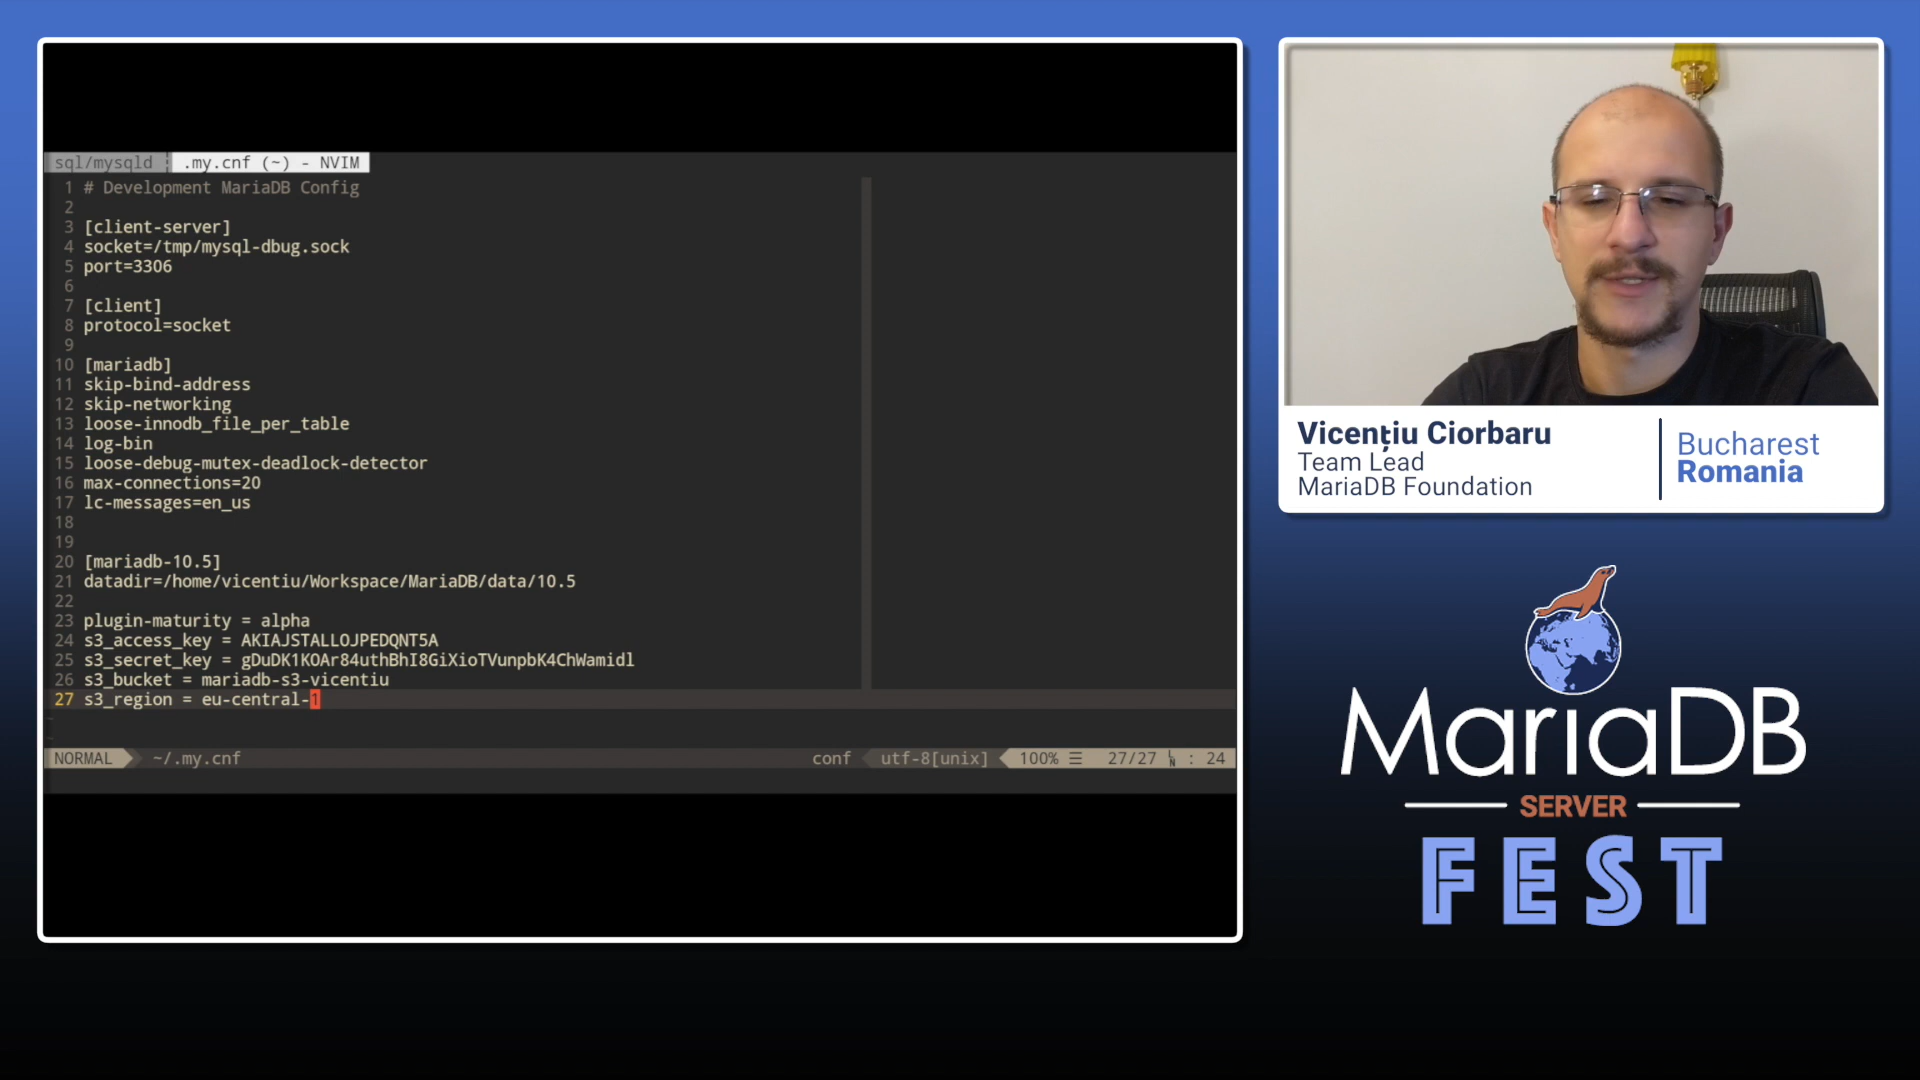 sql/mysqld
.my.cnf (~) - NVIM
1 # Development MariaDB Config
2
3 [client-server]
4 socket=/tmp/mysql-dbug.sock
5 port=3306
6
7 [client]
8 protocol=socket
9
10 [mariadb]
11 skip-bind-address
12 skip-networking
13 loose-innodb_file_per_table
14 log-bin
15 loose-debug-mutex-deadlock-detector
16 max-connections=20
17 lc-messages=en_us
18
19
20 [mariadb-10.5]
21 datadir=/home/vicentiu/Workspace/MariaDB/data/10.5
22
23 plugin-maturity = alpha
24 s3_access_key = AKIAJSTALLOJPEDQNT5A
25 s3_secret_key = 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
26 s3_bucket = mariadb-s3-vicentiu
27 s3_region = eu-central-1
NORMAL ~/.my.cnf conf utf-8[unix] 100% ☰ 27/27 : 24
Vicențiu Ciorbaru
Team Lead
MariaDB Foundation
Bucharest
Romania
MariaDB
SERVER
FEST